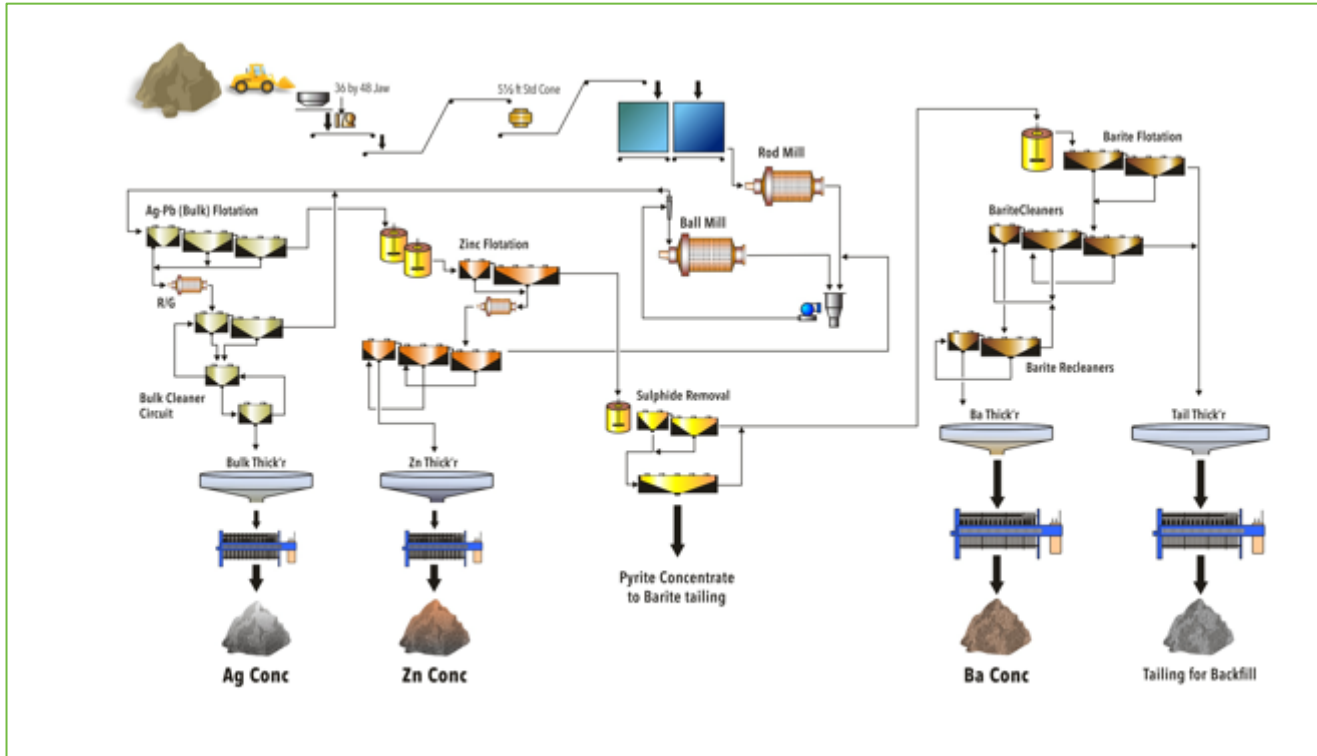 36 by 48 Jaw
5½ ft Std Cone
Rod Mill
Barite Flotation
Ag-Pb (Bulk) Flotation
BariteCleaners
Ball Mill
Zinc Flotation
R/G
Barite Recleaners
Bulk Cleaner
Circuit
Sulphide Removal
Ba Thick'r
Tail Thick'r
Bulk Thick'r
Zn Thick'r
Pyrite Concentrate
to Barite tailing
Ag Conc
Zn Conc
Ba Conc
Tailing for Backfill